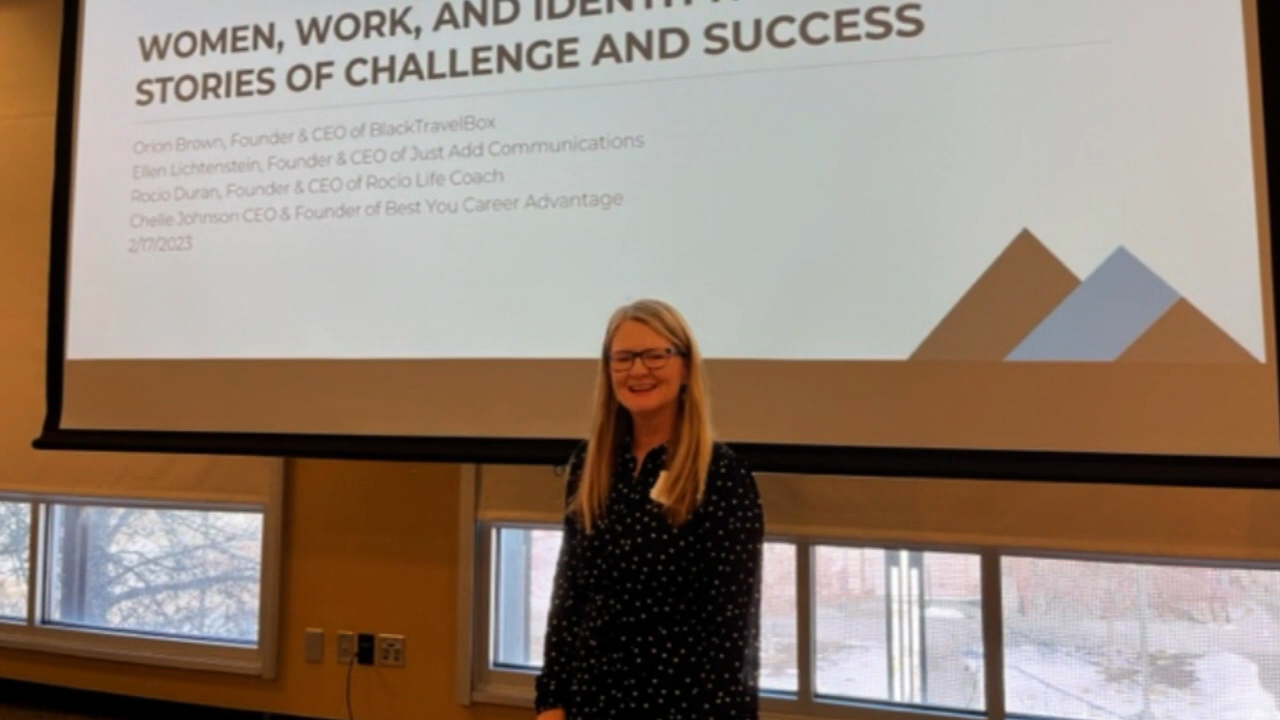 WOMEN, WORK, AND IDENTITY
STORIES OF CHALLENGE AND SUCCESS
Orion Brown, Founder & CEO of BlackTravelBox
Ellen Lichtenstein, Founder & CEO of Just Add Communications
Rocio Duran, Founder & CEO of Rocio Life Coach
Chelle Johnson CEO & Founder of Best You Career Advantage
2/17/2023